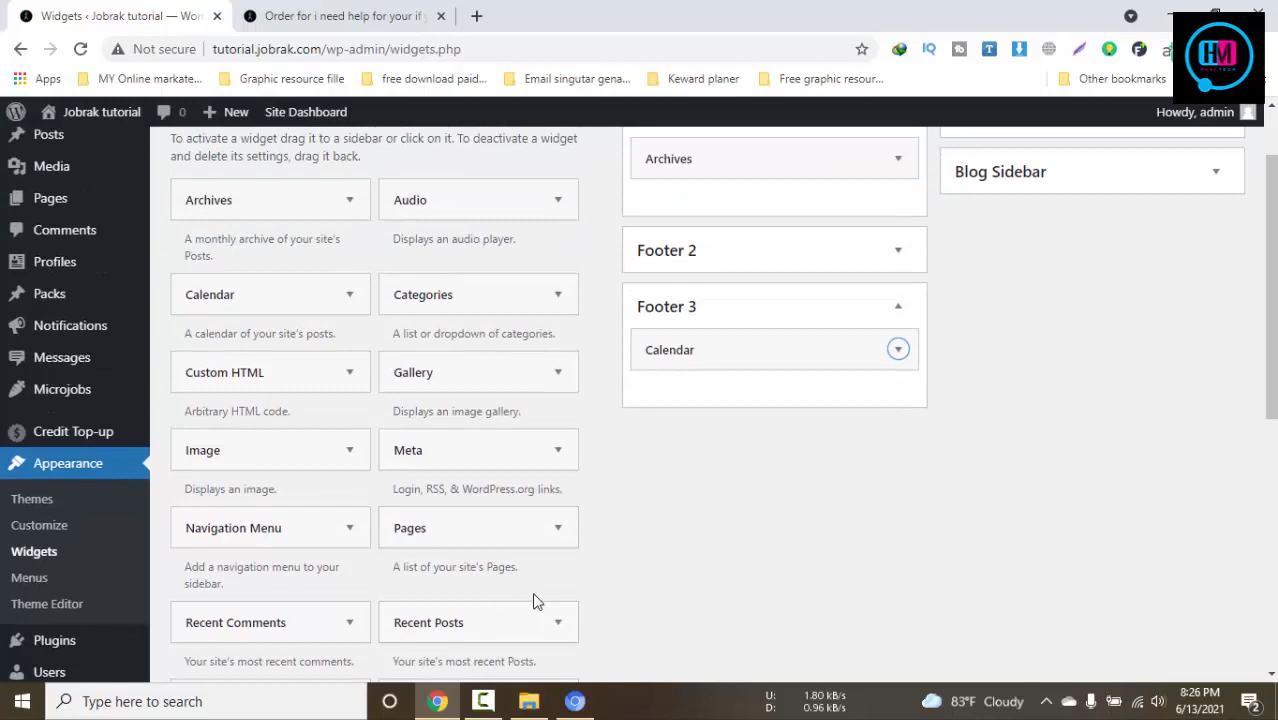 Widgets ‹ Jobrak tutorial — Wor
Order for i need help for your if y
Not secure
tutorial.jobrak.com/wp-admin/widgets.php
Apps
MY Online markate...
Graphic resource fille
free download paid...
Tin tail singutar gena...
Keward planer
Free graphic resour...
Other bookmarks
HM
Jobrak tutorial
0
New
Site Dashboard
Howdy, admin
Posts
Media
Pages
Comments
Profiles
Packs
Notifications
Messages
Microjobs
Credit Top-up
Appearance
Themes
Customize
Widgets
Menus
Theme Editor
Plugins
Users
To activate a widget drag it to a sidebar or click on it. To deactivate a widget
and delete its settings, drag it back.
Archives
A monthly archive of your site's
Posts.
Audio
Displays an audio player.
Calendar
A calendar of your site's posts.
Categories
A list or dropdown of categories.
Custom HTML
Arbitrary HTML code.
Gallery
Displays an image gallery.
Image
Displays an image.
Meta
Login, RSS, & WordPress.org links.
Navigation Menu
Add a navigation menu to your
sidebar.
Pages
A list of your site's Pages.
Recent Comments
Your site's most recent comments.
Recent Posts
Your site's most recent Posts.
Archives
Footer 2
Footer 3
Calendar
Blog Sidebar
Type here to search
U: 1.80 kB/s
D: 0.96 kB/s
83°F Cloudy
8:26 PM
6/13/2021
2